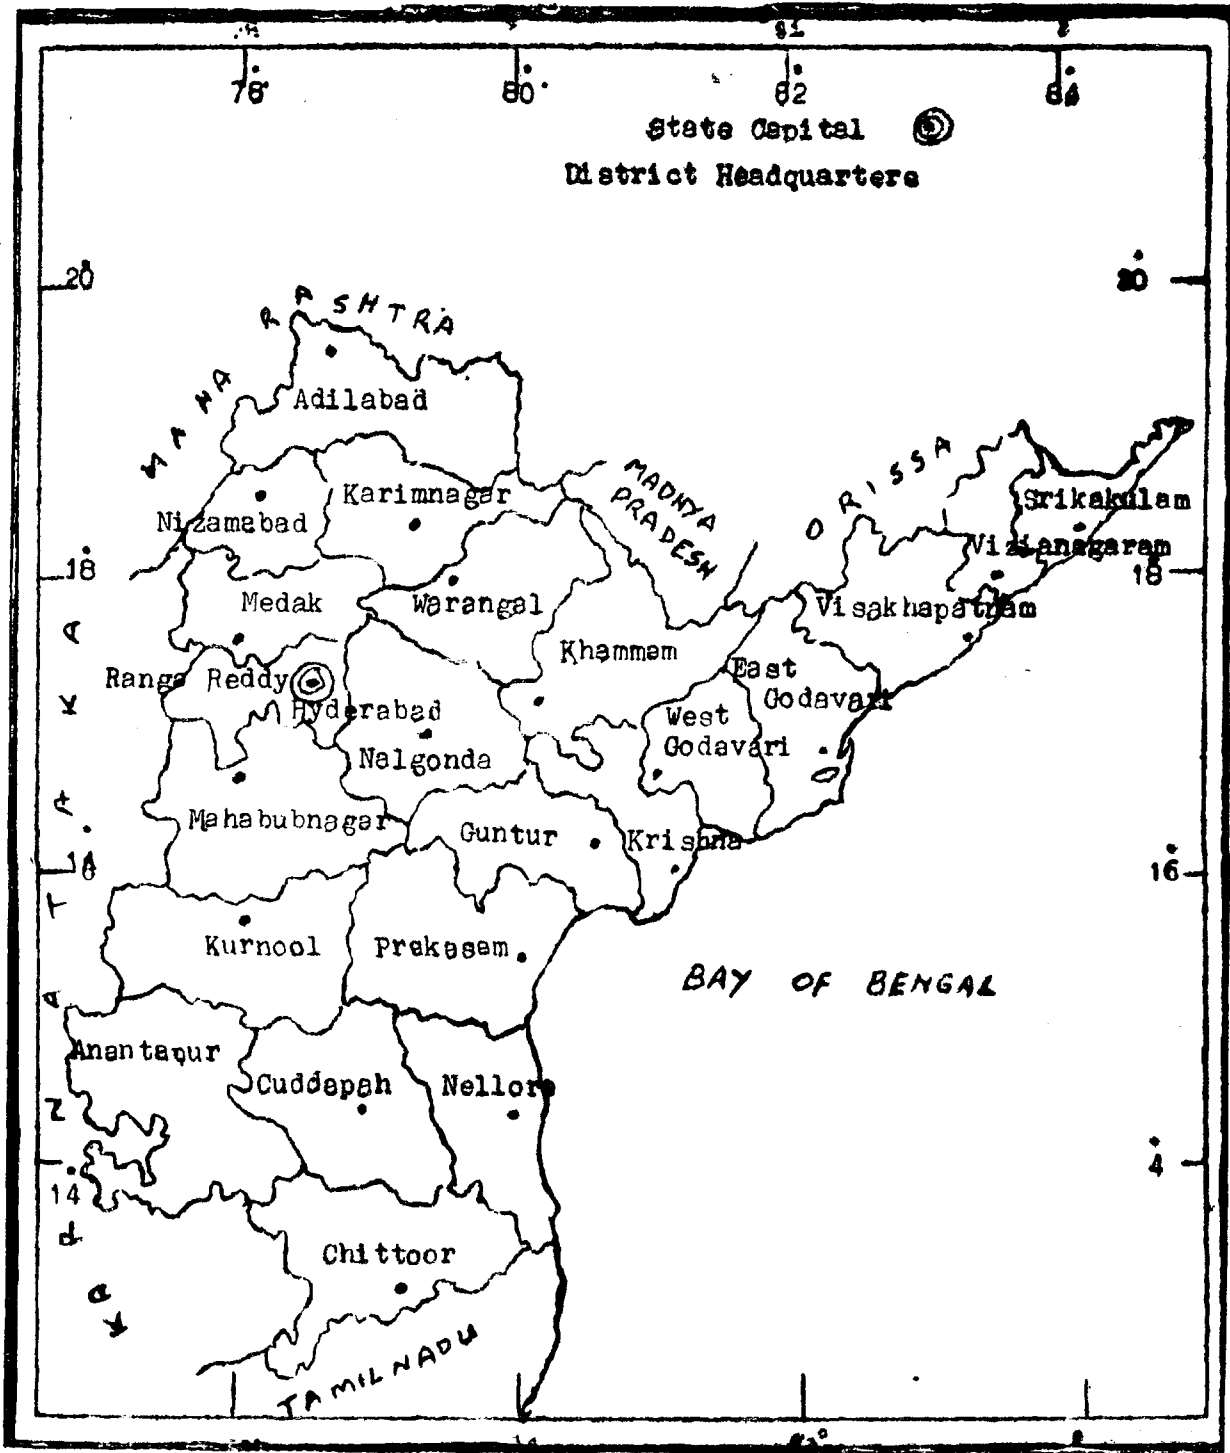 78°
80°
82
State Capital
District Headquarters
20
20
MAHARASHTRA
Adilabad
MADHYA
PRADESH
ORISSA
Karimnagar
Srikakulam
Nizamabad
Vizianagaram
18
18
Medak
Warangal
Visakhapatnam
Khammam
Ranga Reddy
East
Godavari
Hyderabad
West
Godavari
Nalgonda
Mahabubnagar
Guntur
Krishna
16
16
Kurnool
Prakasam
BAY OF BENGAL
Anantapur
Cuddapah
Nellore
4
14
Chittoor
KARNATAKA
TAMILNADU